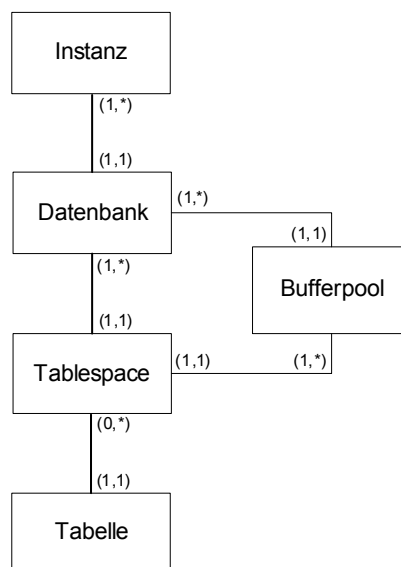 Instanz
(1,*)
(1,1)
Datenbank
(1,*)
(1,*)
(1,1)
Bufferpool
(1,1)
Tablespace
(1,1)
(1,*)
(0,*)
(1,1)
Tabelle